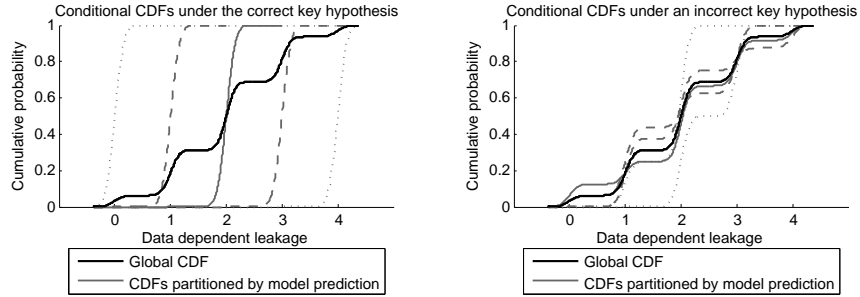 Conditional CDFs under the correct key hypothesis
1
0.8
0.6
0.4
0.2
0
Cumulative probability
0 1 2 3 4
Data dependent leakage
Global CDF
CDFs partitioned by model prediction
Conditional CDFs under an incorrect key hypothesis
1
0.8
0.6
0.4
0.2
0
Cumulative probability
0 1 2 3 4
Data dependent leakage
Global CDF
CDFs partitioned by model prediction